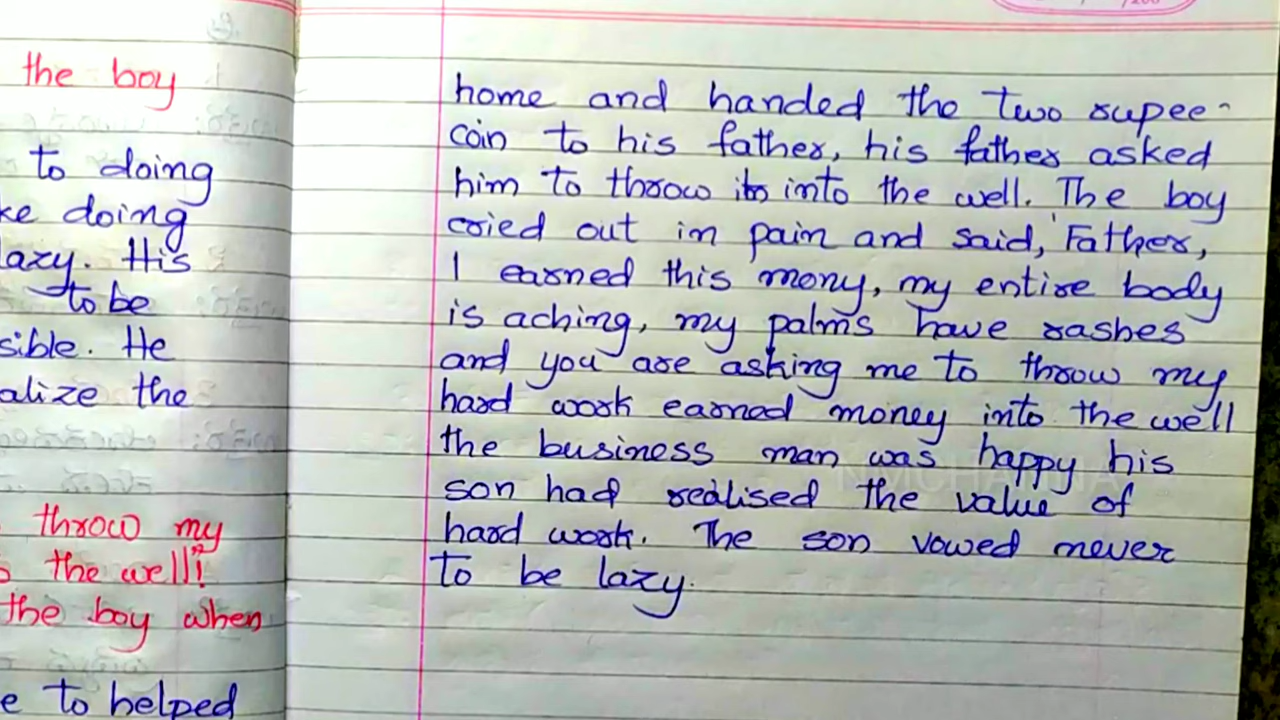 the boy
to doing
ke doing
lazy. His
to be
sible. He
alize the
throw my
the well?"
the boy when
e to helped
home and handed the two rupee-
coin to his father, his father asked
him to throw into the well. The boy
cried out in pain and said, 'Father,
I earned this mony, my entire body
is aching, my palms have rashes
and you are asking me to throw my
hard work earned money into the well
the business man was happy his
son had realised the value of
hard work. The son vowed never
to be lazy.